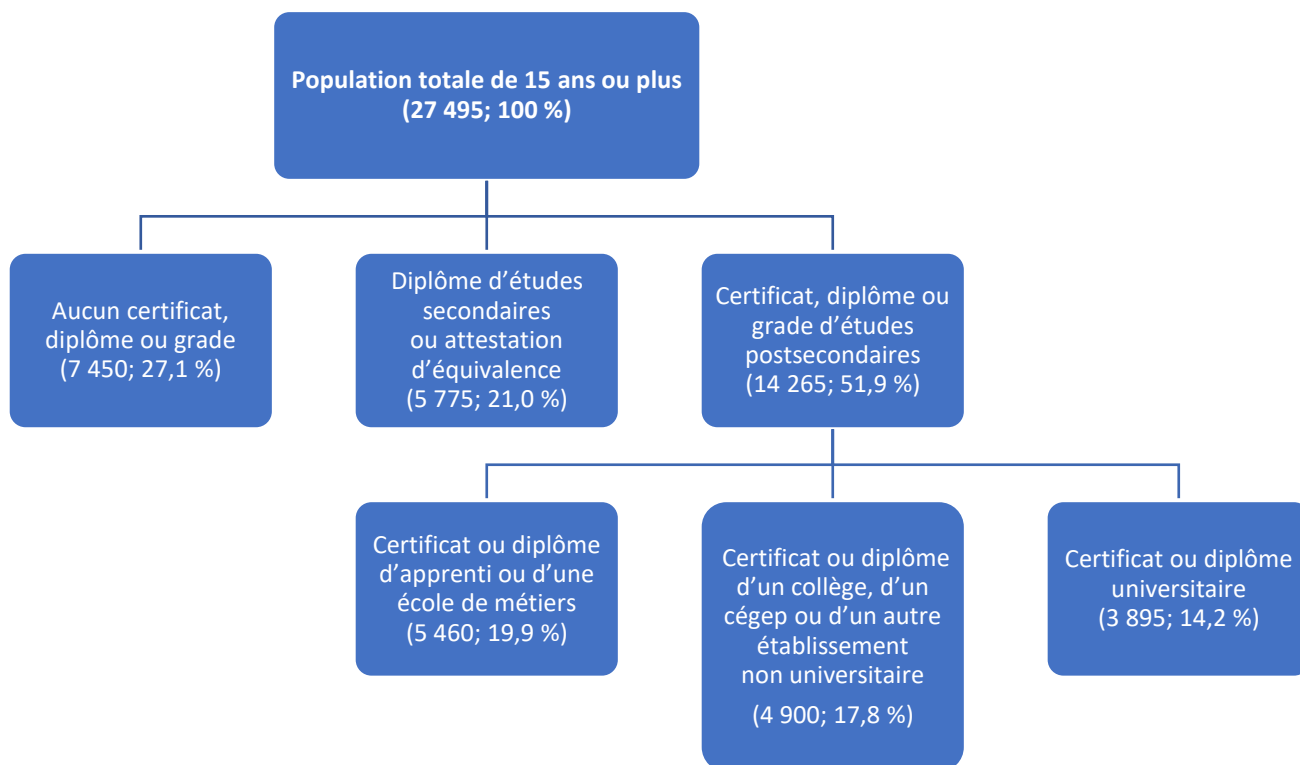 Population totale de 15 ans ou plus
(27 495; 100 %)
Aucun certificat,
diplôme ou grade
(7 450; 27,1 %)
Diplôme d’études
secondaires
ou attestation
d’équivalence
(5 775; 21,0 %)
Certificat, diplôme ou
grade d’études
postsecondaires
(14 265; 51,9 %)
Certificat ou diplôme
d’apprenti ou d’une
école de métiers
(5 460; 19,9 %)
Certificat ou diplôme
d’un collège, d’un
cégep ou d’un autre
établissement
non universitaire
(4 900; 17,8 %)
Certificat ou diplôme
universitaire
(3 895; 14,2 %)